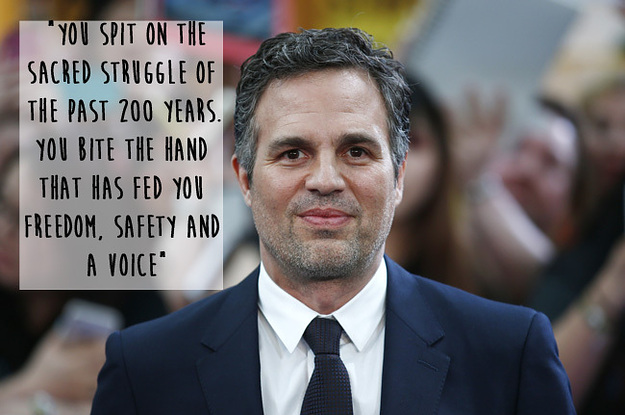 "YOU SPIT ON THE
SACRED STRUGGLE OF
THE PAST 200 YEARS.
YOU BITE THE HAND
THAT HAS FED YOU
FREEDOM, SAFETY AND
A VOICE"